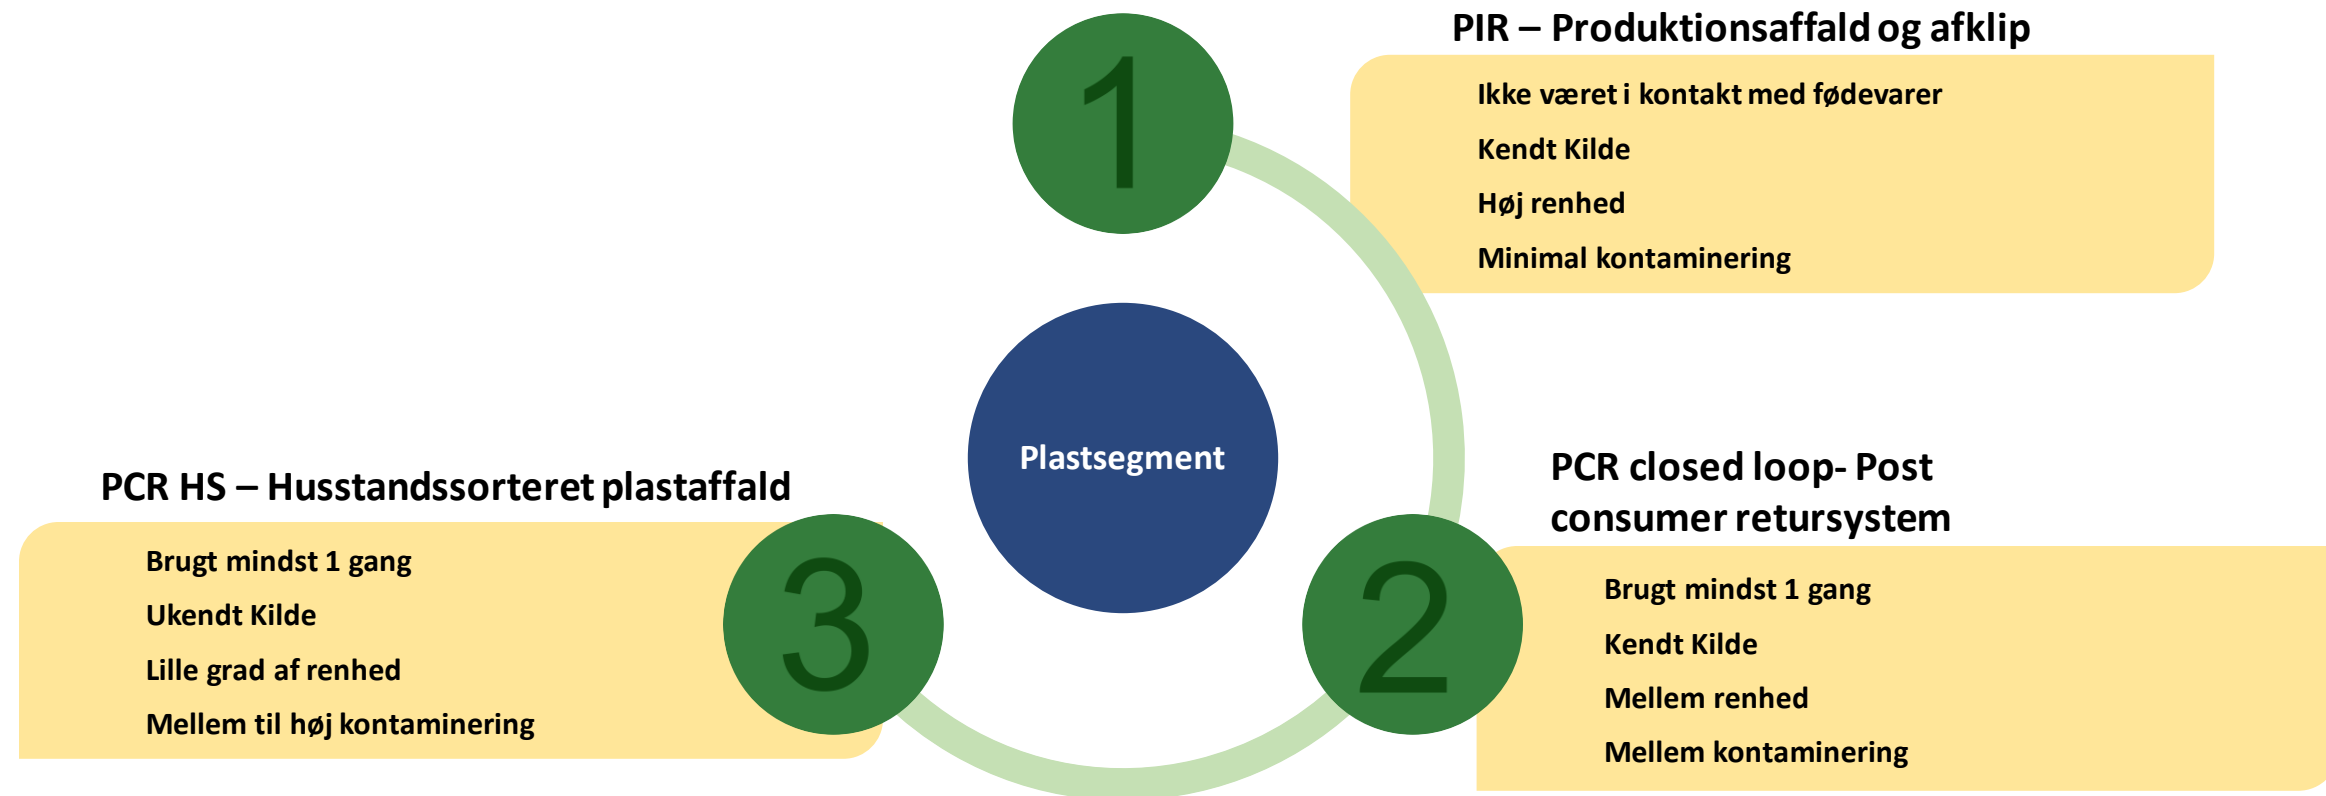 1
PIR – Produktionsaffald og afklip
Ikke været i kontakt med fødevarer
Kendt Kilde
Høj renhed
Minimal kontaminering
Plastsegment
2
PCR closed loop- Post
consumer retursystem
Brugt mindst 1 gang
Kendt Kilde
Mellem renhed
Mellem kontaminering
3
PCR HS – Husstandssorteret plastaffald
Brugt mindst 1 gang
Ukendt Kilde
Lille grad af renhed
Mellem til høj kontaminering